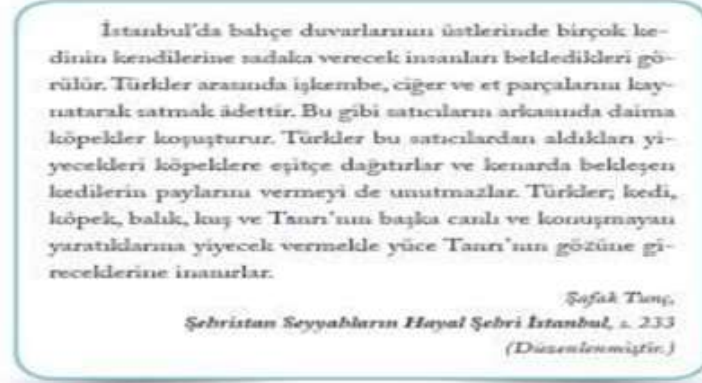 İstanbul'da bahçe duvarlarının üstlerinde birçok ke-
dinin kendilerine sadaka verecek insanları bekledikleri gö-
rülür. Türkler arasında işkembe, ciğer ve et parçalarını kay-
natarak satmak âdettir. Bu gibi satıcıların arkasında daima
köpekler koşuşturur. Türkler bu satıcılardan aldıkları yi-
yecekleri köpeklere eşitçe dağıtırlar ve kenarda bekleşen
kedilerin paylarını vermeyi de unutmazlar. Türkler; kedi,
köpek, balık, kuş ve Tanrı'nın başka canlı ve konuşmayan
yaratıklarına yiyecek vermekle yüce Tanrı'nın gözüne gi-
receklerine inanırlar.
Şafak Tunç,
Şehristan Seyyahların Hayal Şehri İstanbul, s. 233
(Düzenlenmiştir.)